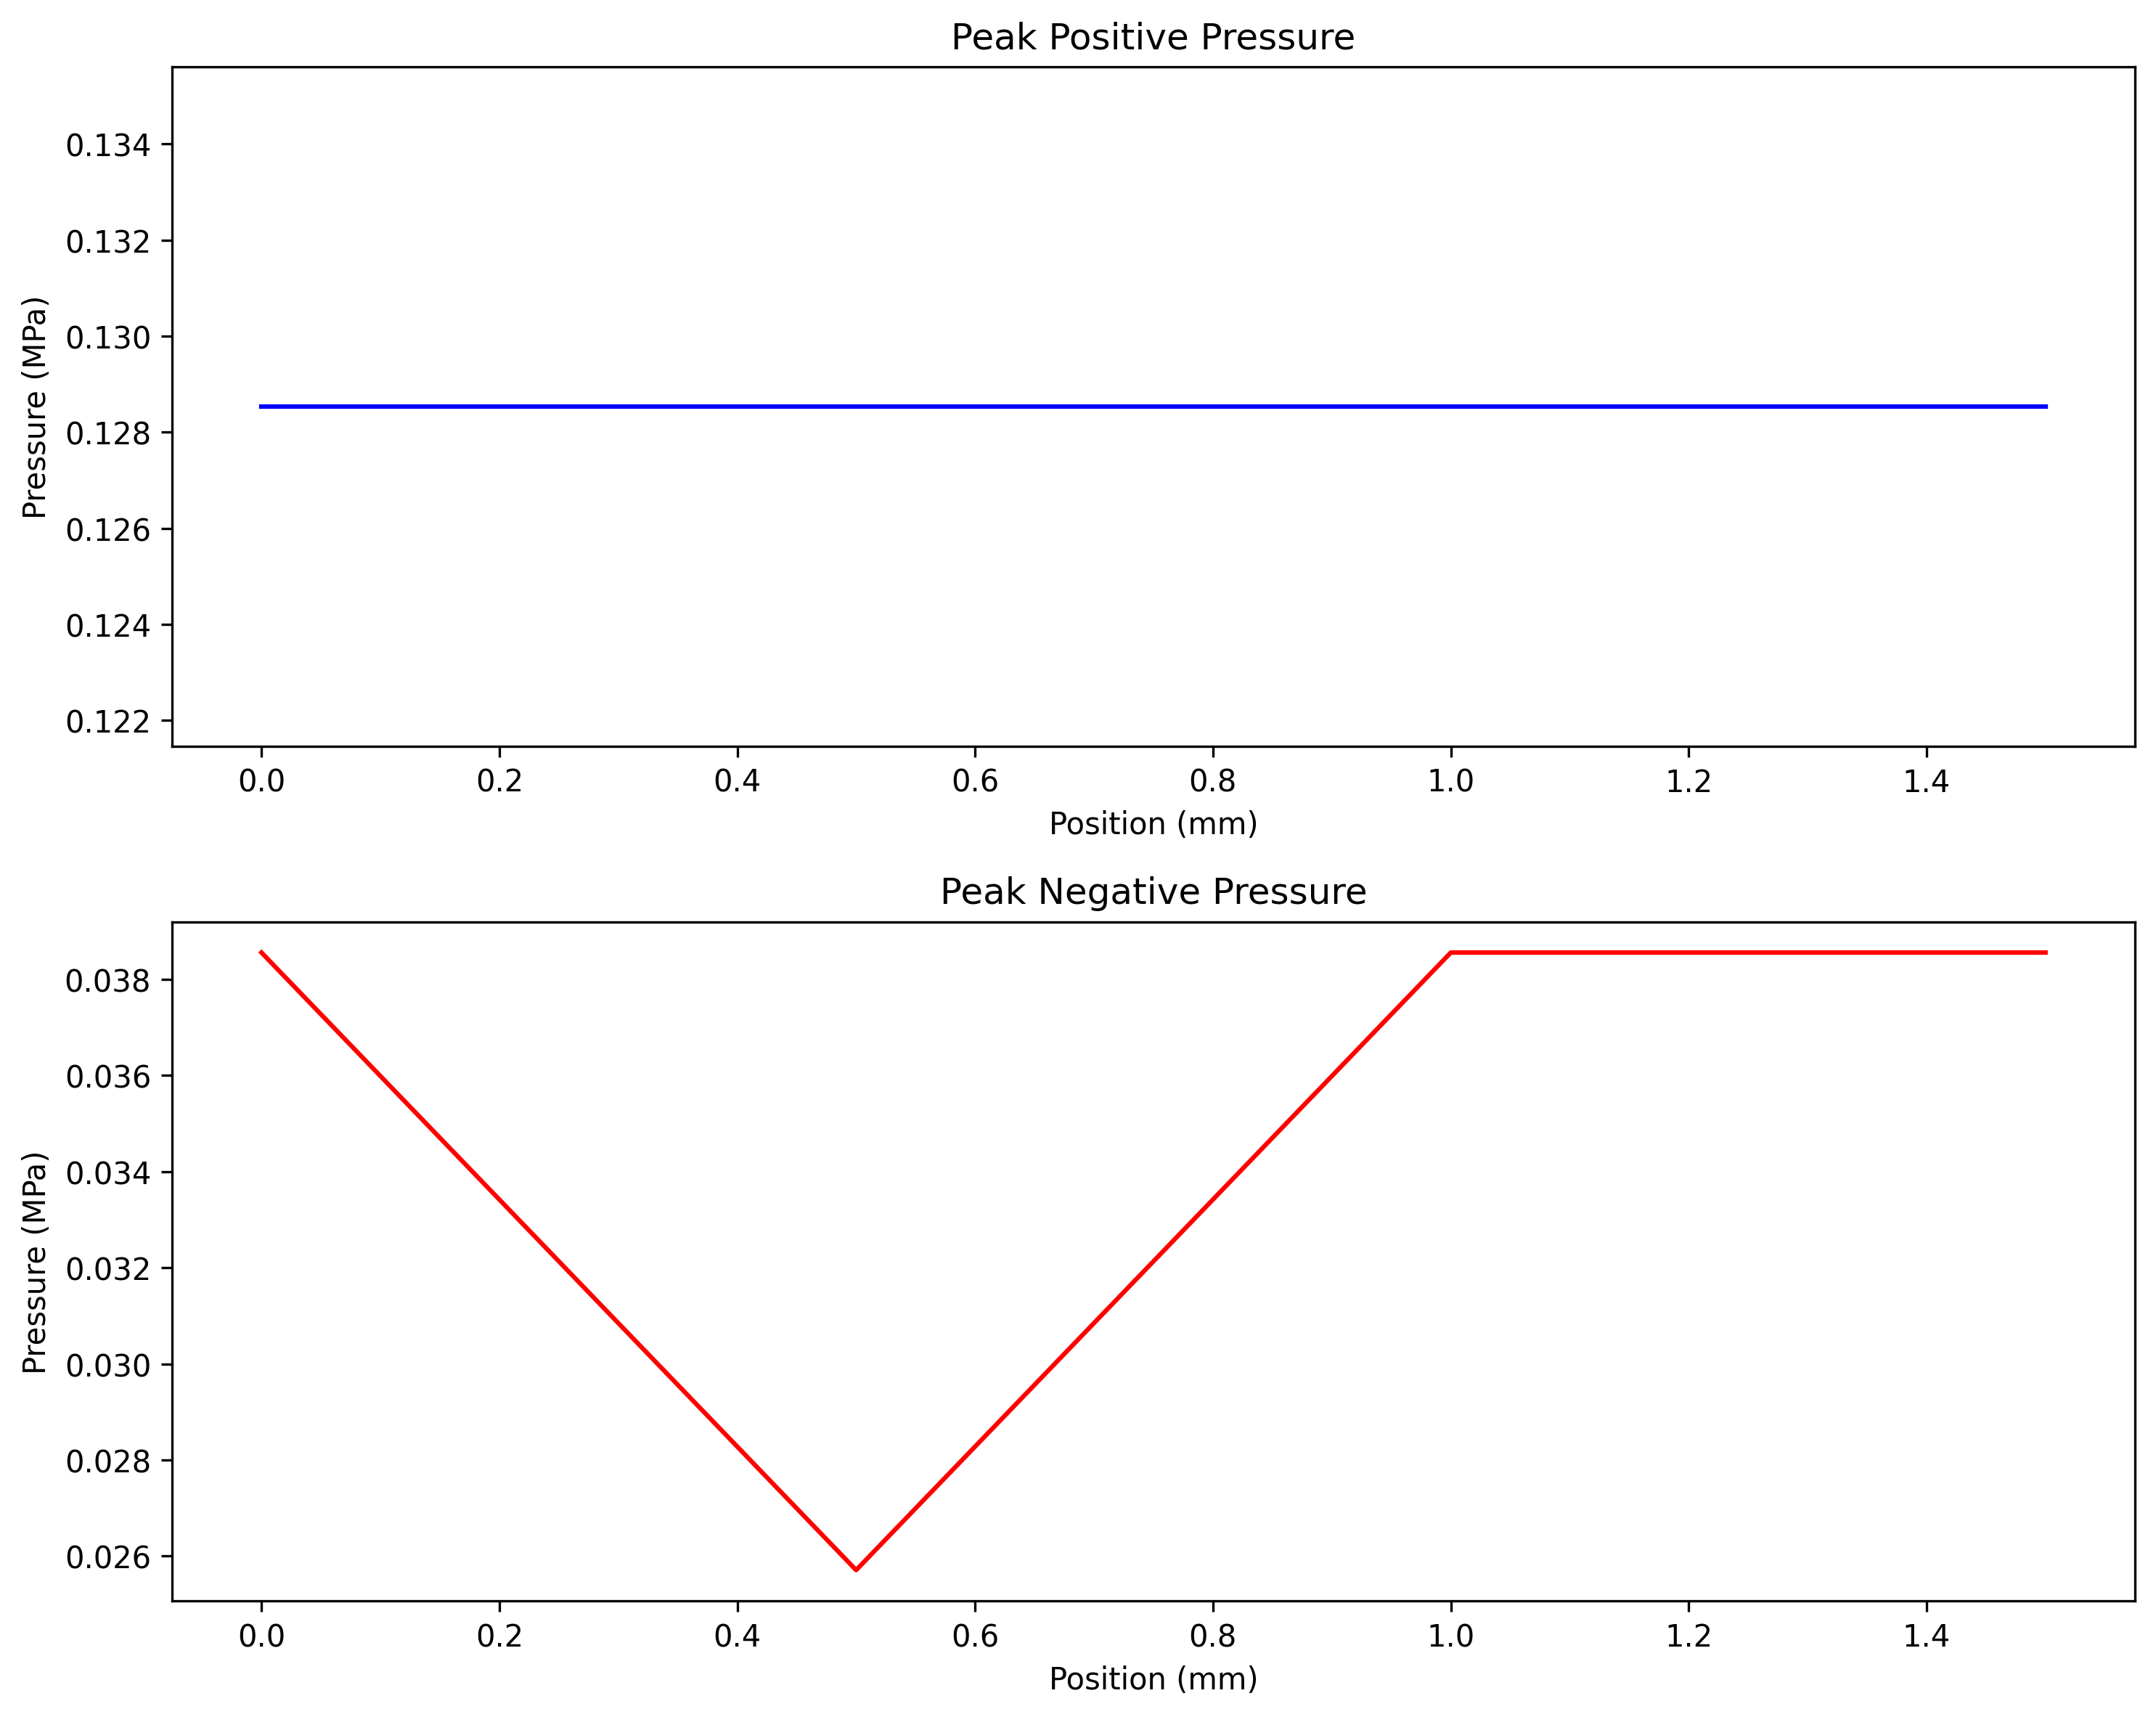 Peak Positive Pressure
Pressure (MPa)
0.134
0.132
0.130
0.128
0.126
0.124
0.122
0.0 0.2 0.4 0.6 0.8 1.0 1.2 1.4
Position (mm)
Peak Negative Pressure
Pressure (MPa)
0.038
0.036
0.034
0.032
0.030
0.028
0.026
0.0 0.2 0.4 0.6 0.8 1.0 1.2 1.4
Position (mm)